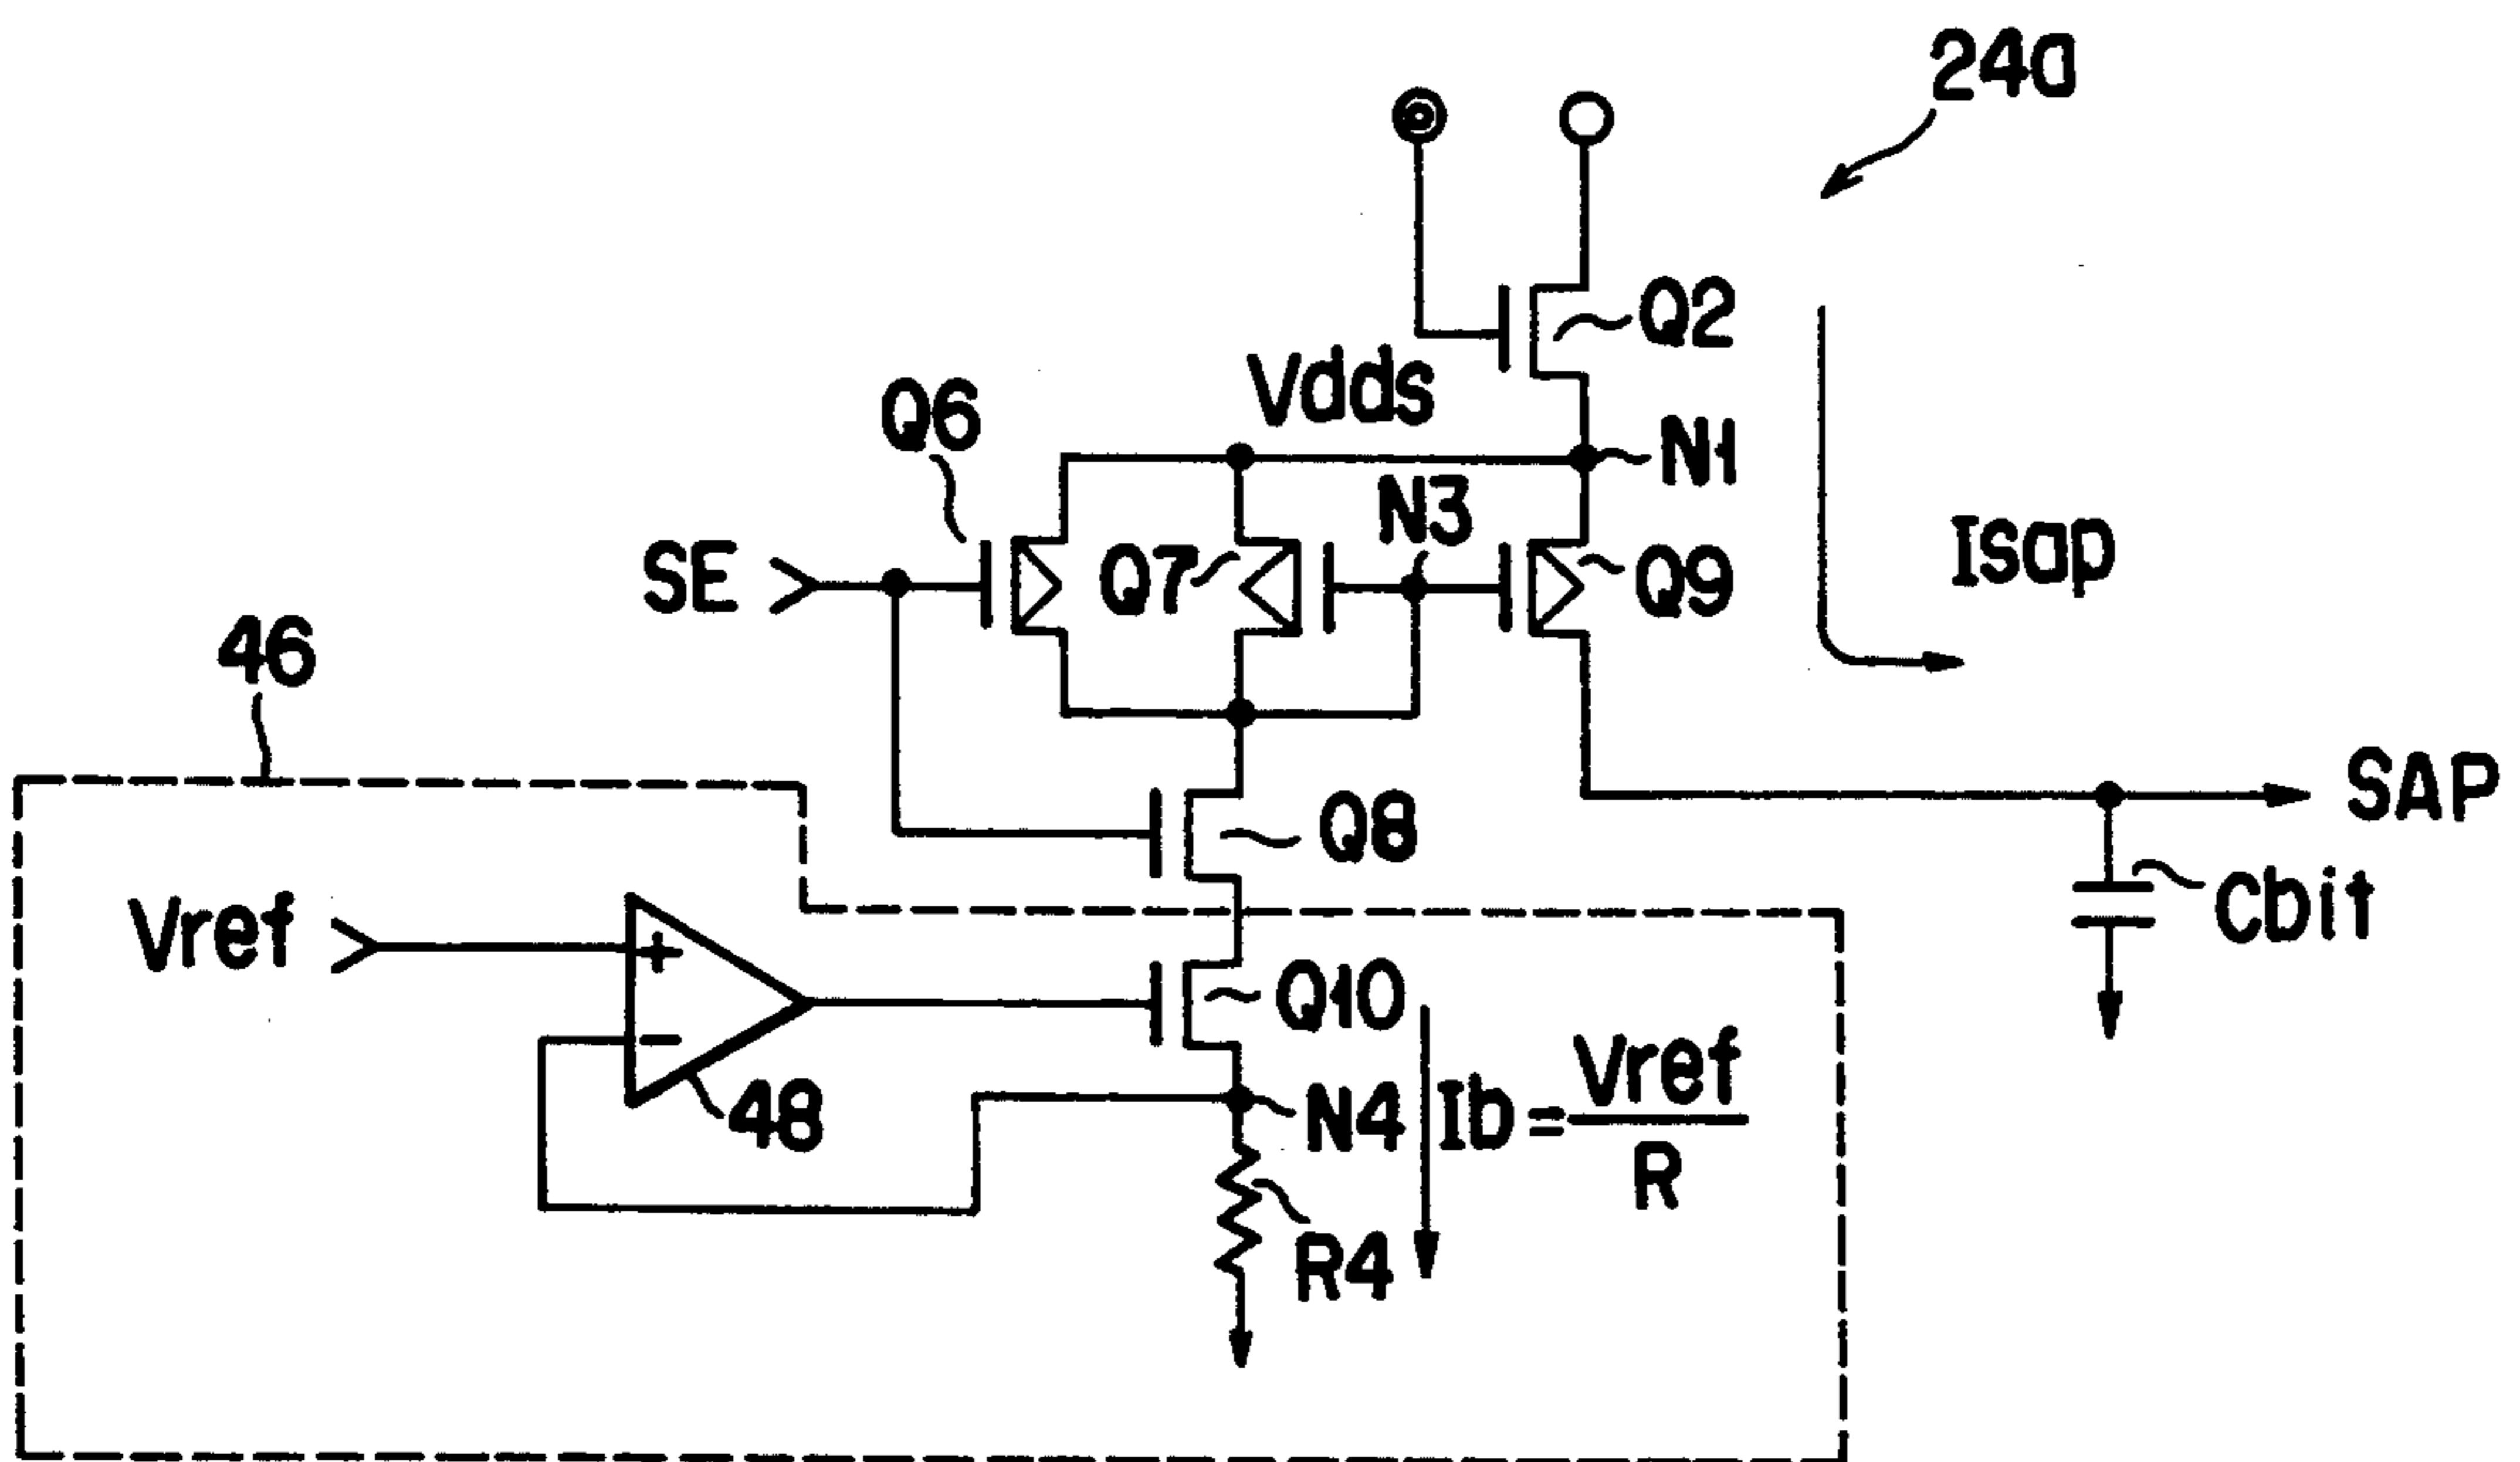 240
Q2
Vdds
Q6
N1
N3
SE
Q7
Q9
Isap
46
SAP
Q8
Vref
+
Cbit
Q10
−
48
N4
Ib = Vref
R
R4